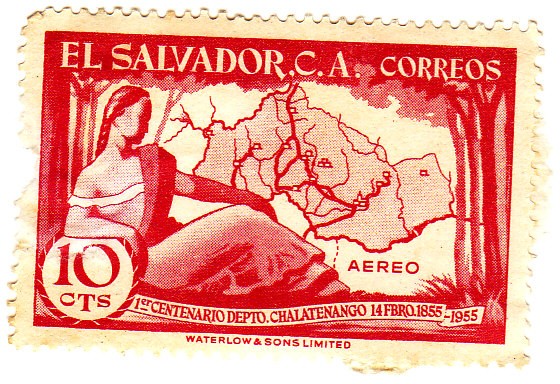 EL SALVADOR, C.A. CORREOS
AEREO
10
CTS
1er CENTENARIO DEPTO. CHALATENANGO 14 FBRO. 1855-1955
WATERLOW & SONS LIMITED